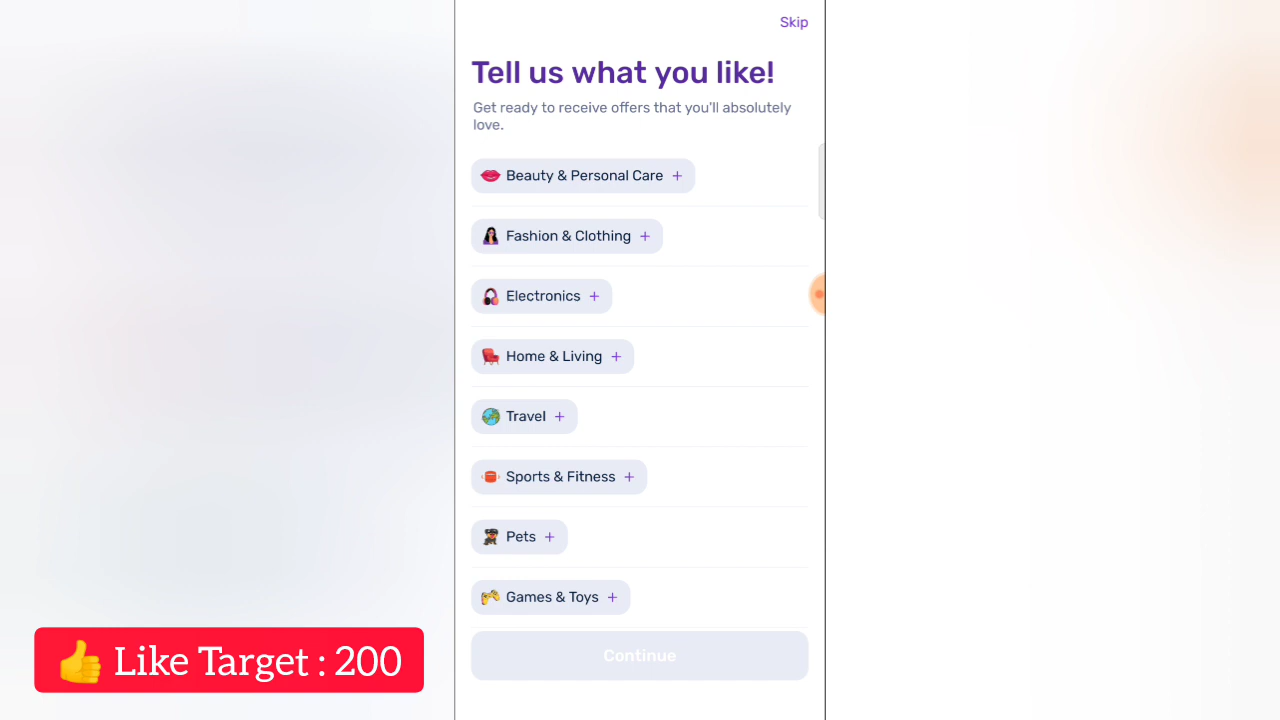 Skip
Tell us what you like!
Get ready to receive offers that you'll absolutely
love.
Beauty & Personal Care +
Fashion & Clothing +
Electronics +
Home & Living +
Travel +
Sports & Fitness +
Pets +
Games & Toys +
Continue
👍 Like Target : 200